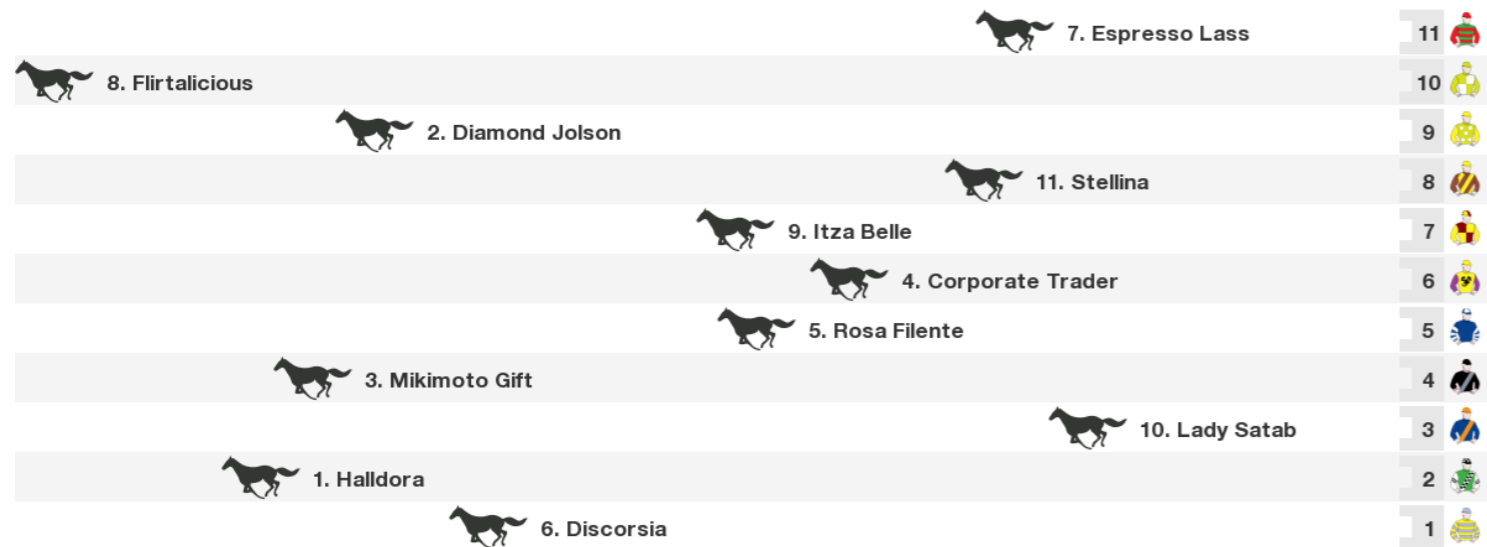 7. Espresso Lass 11
8. Flirtalicious 10
2. Diamond Jolson 9
11. Stellina 8
9. Itza Belle 7
4. Corporate Trader 6
5. Rosa Filente 5
3. Mikimoto Gift 4
10. Lady Satab 3
1. Halldora 2
6. Discorsia 1